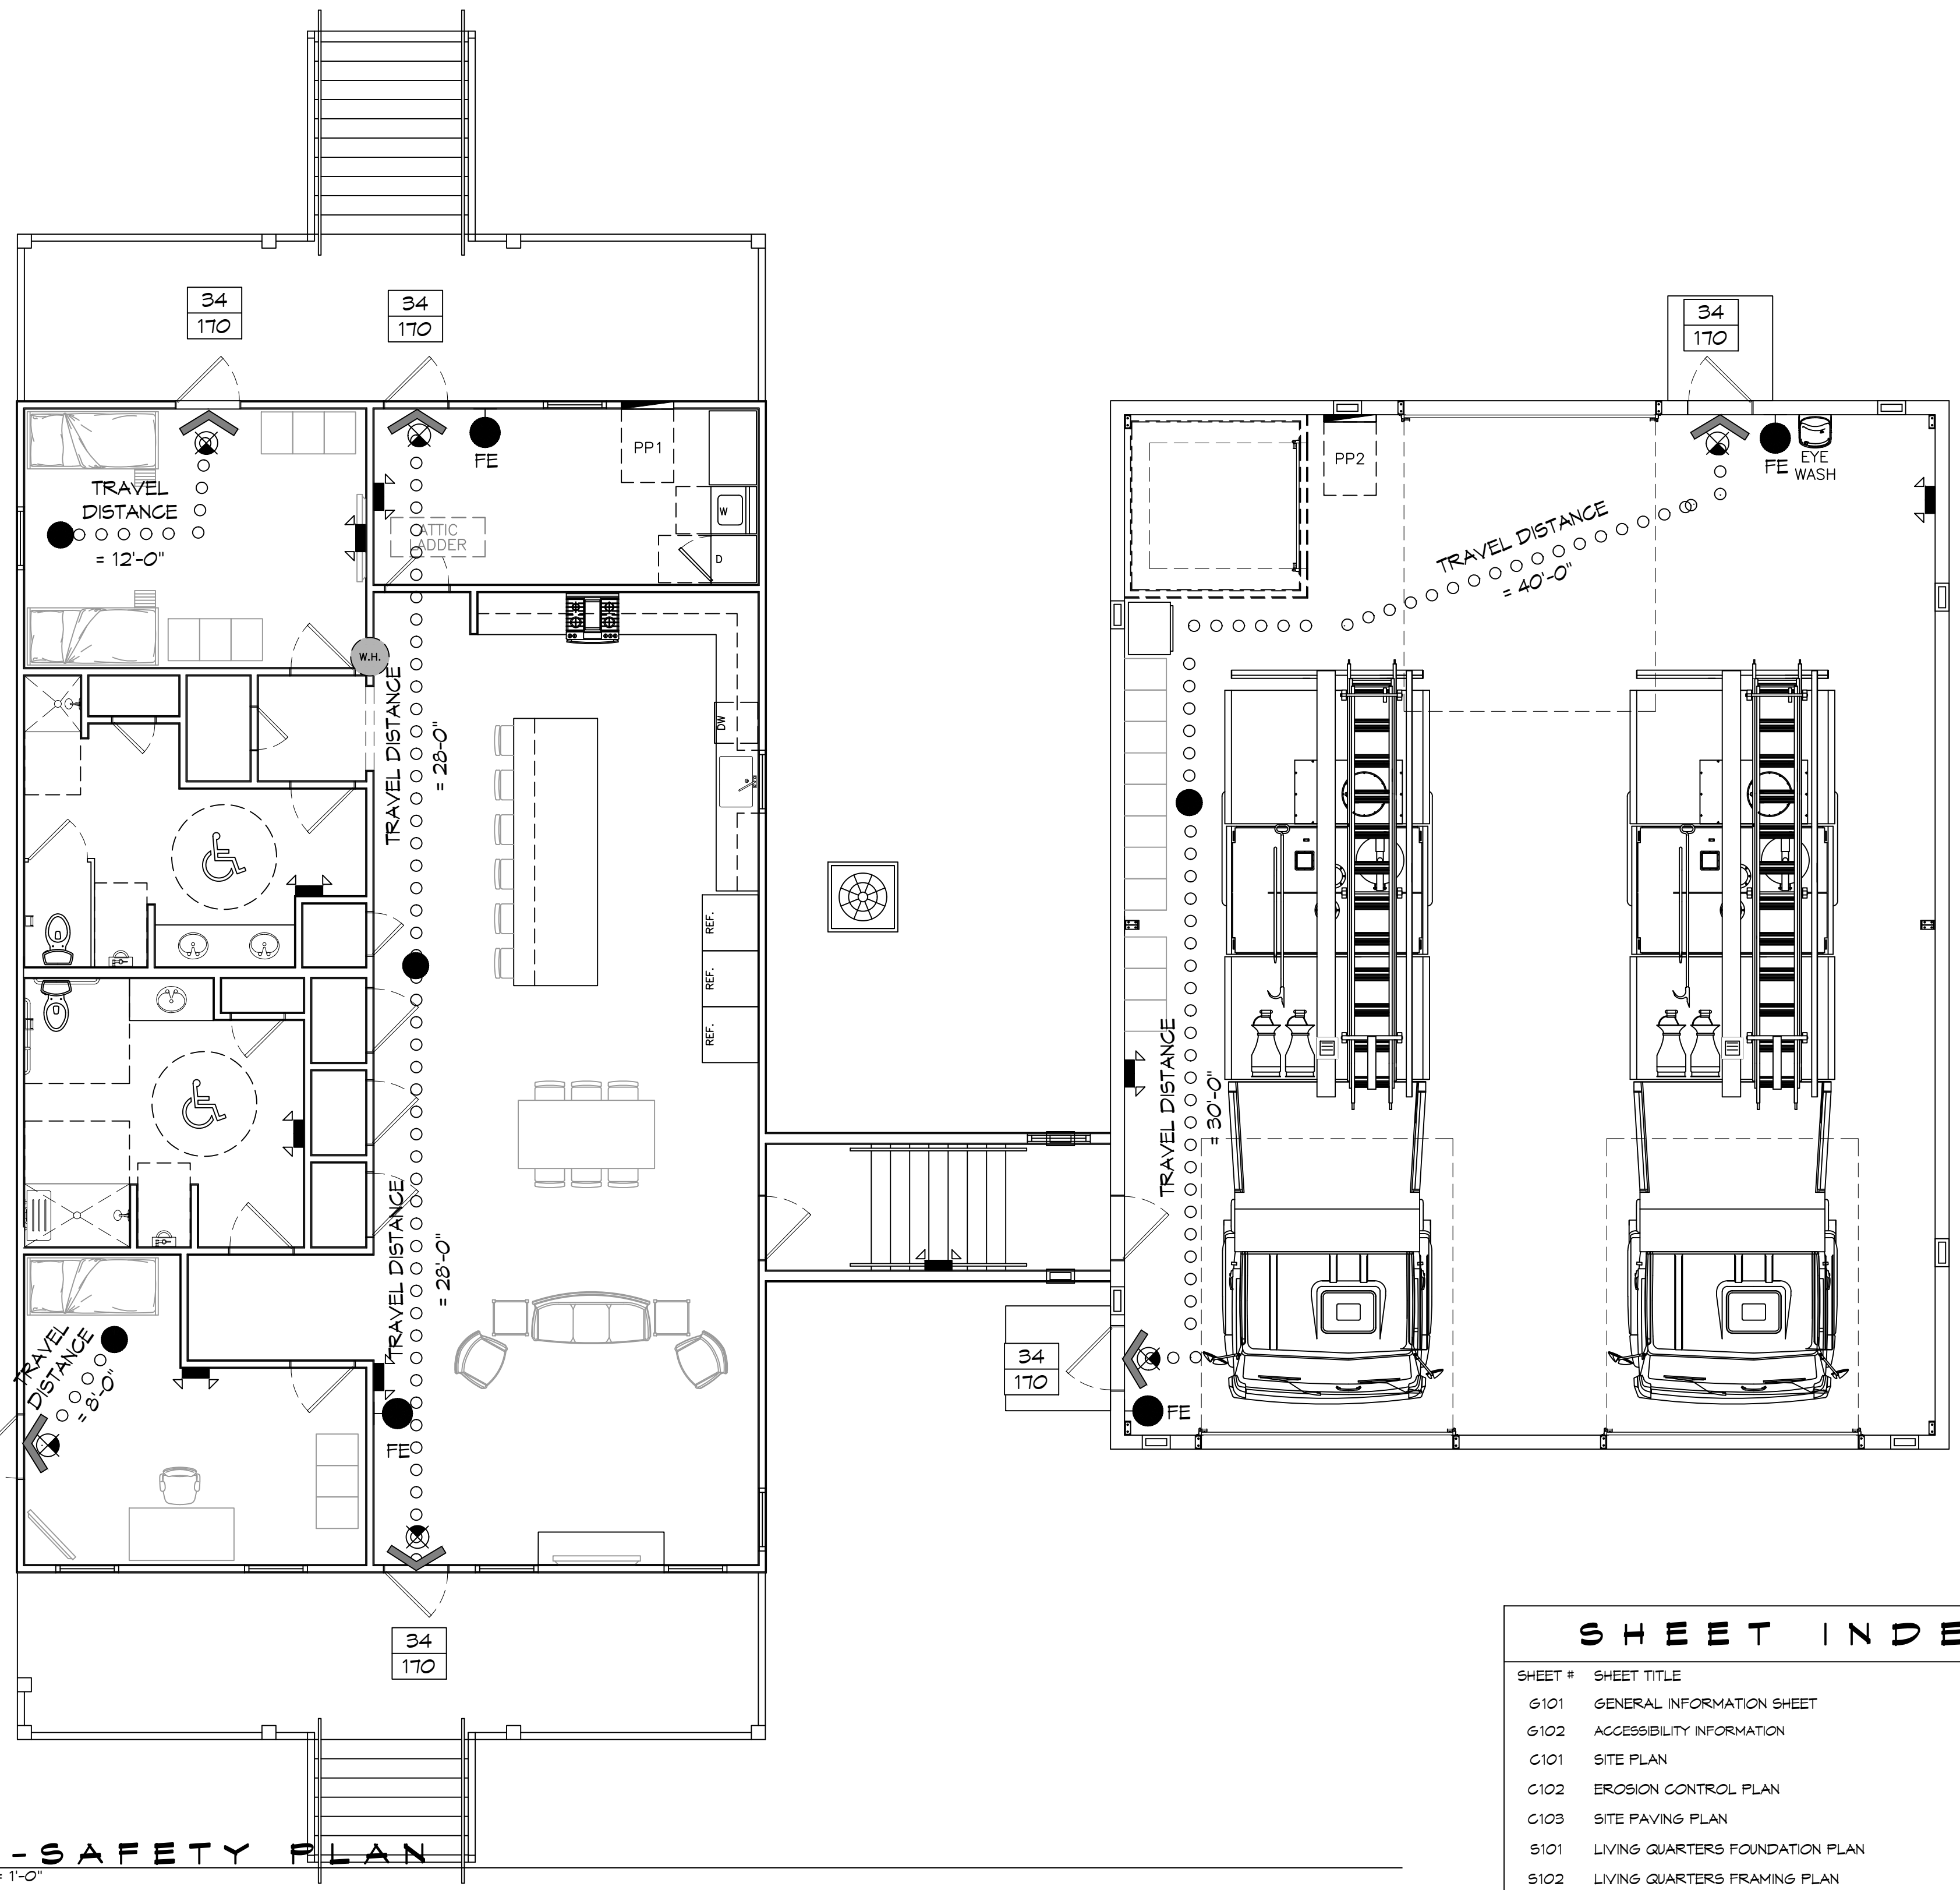 34
170
34
170
34
170
FE
PP1
W
D
ATTIC
LADDER
TRAVEL
DISTANCE
= 12'-0"
PP2
FE
EYE
WASH
TRAVEL DISTANCE
= 40'-0"
W.H.
TRAVEL DISTANCE
= 28'-0"
DW
REF.
REF.
REF.
TRAVEL DISTANCE
= 30'-0"
TRAVEL DISTANCE
= 28'-0"
TRAVEL
DISTANCE
= 8'-0"
FE
34
170
FE
34
170
SHEET INDE
SHEET # SHEET TITLE
G101 GENERAL INFORMATION SHEET
G102 ACCESSIBILITY INFORMATION
C101 SITE PLAN
C102 EROSION CONTROL PLAN
C103 SITE PAVING PLAN
S101 LIVING QUARTERS FOUNDATION PLAN
S102 LIVING QUARTERS FRAMING PLAN
-SAFETY PLAN
= 1'-0"